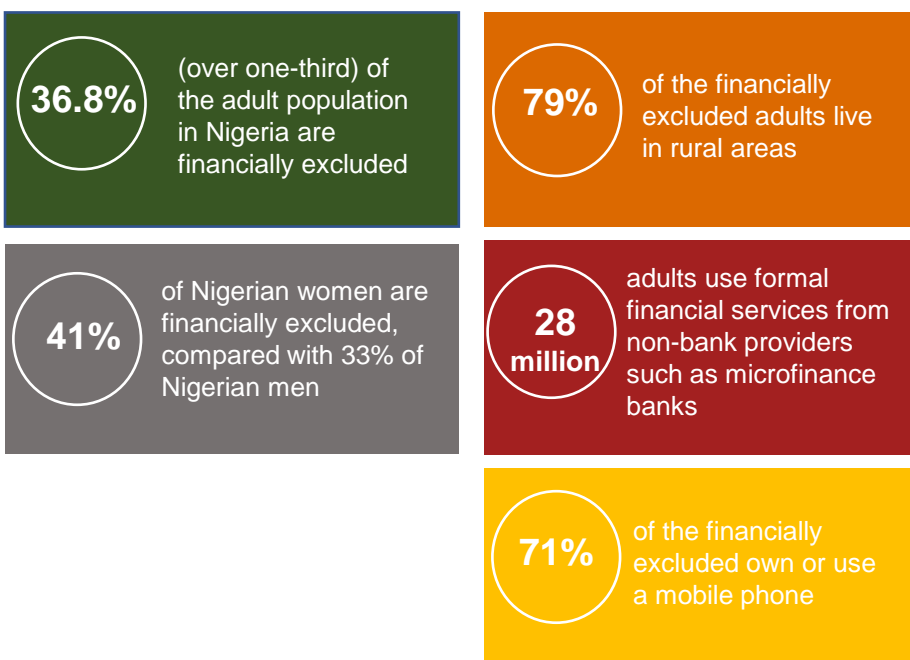 36.8%
(over one-third) of
the adult population
in Nigeria are
financially excluded
79%
of the financially
excluded adults live
in rural areas
41%
of Nigerian women are
financially excluded,
compared with 33% of
Nigerian men
28
million
adults use formal
financial services from
non-bank providers
such as microfinance
banks
71%
of the financially
excluded own or use
a mobile phone